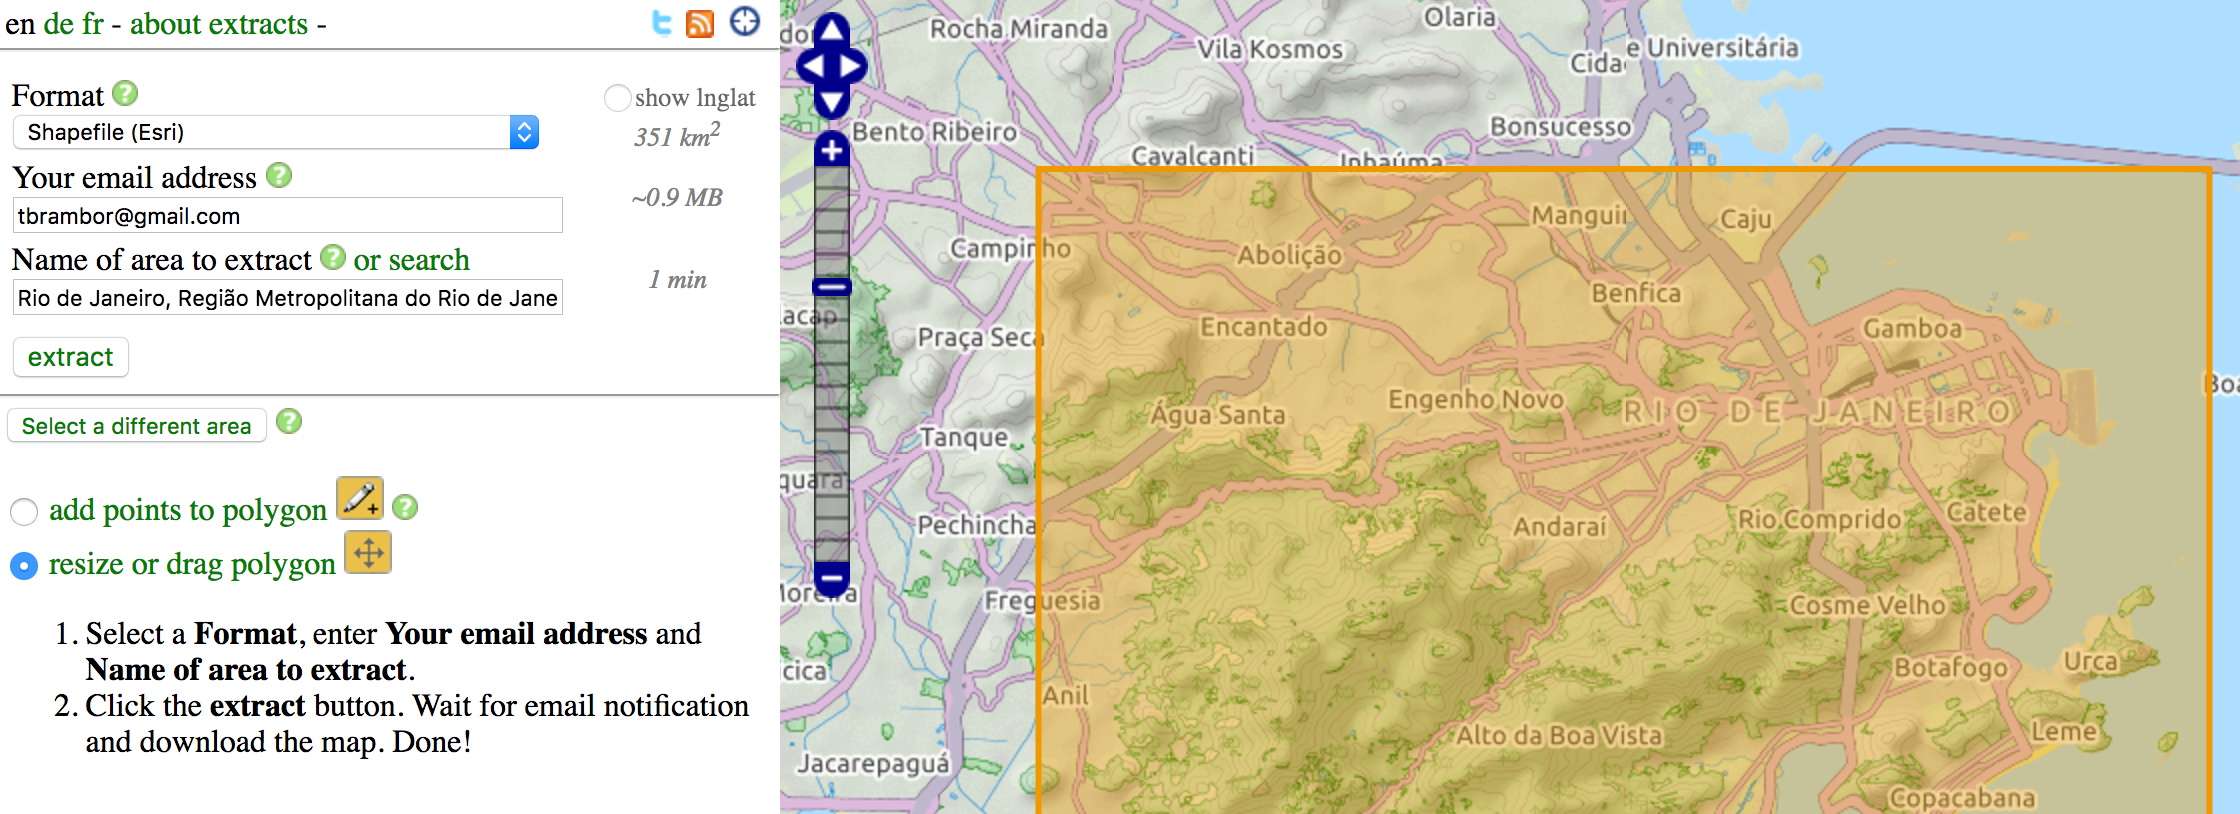 en de fr - about extracts -
Format
show lnglat
Shapefile (Esri)
351 km²
Your email address
~0.9 MB
tbrambor@gmail.com
Name of area to extract or search
1 min
Rio de Janeiro, Região Metropolitana do Rio de Jane
extract
Select a different area
add points to polygon
resize or drag polygon
1. Select a Format, enter Your email address and
Name of area to extract.
2. Click the extract button. Wait for email notification
and download the map. Done!
Olaria
Rocha Miranda
Vila Kosmos
e Universitária
Cida
Bonsucesso
Bento Ribeiro
Cavalcanti
Inhaúma
Manguin
Caju
Campinho
Abolição
Benfica
acap
Encantado
Gamboa
Praça Seca
Boa
Engenho Novo
RIO DE JANEIRO
Água Santa
Tanque
quara
Catete
Rio Comprido
Pechincha
Andaraí
Freguesia
Cosme Velho
Botafogo
Urca
cica
Anil
Leme
Alto da Boa Vista
Jacarepaguá
Copacabana